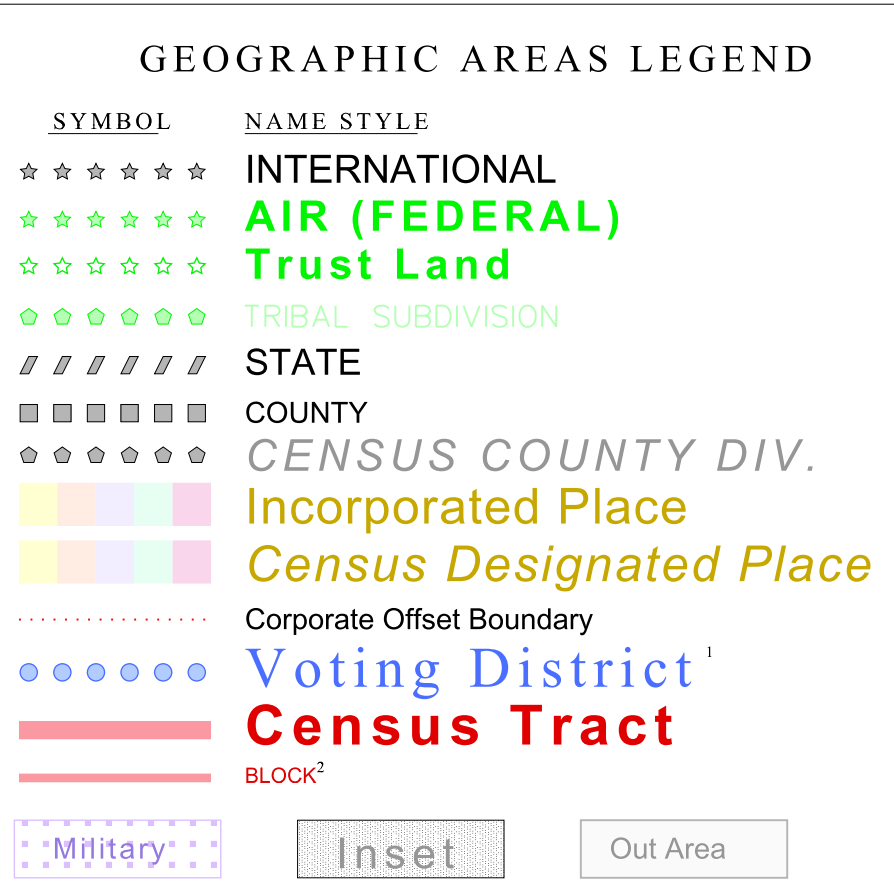 GEOGRAPHIC AREAS LEGEND
SYMBOL NAME STYLE
INTERNATIONAL
AIR (FEDERAL)
Trust Land
TRIBAL SUBDIVISION
STATE
COUNTY
CENSUS COUNTY DIV.
Incorporated Place
Census Designated Place
Corporate Offset Boundary
Voting District 1
Census Tract
BLOCK2
Military Inset Out Area